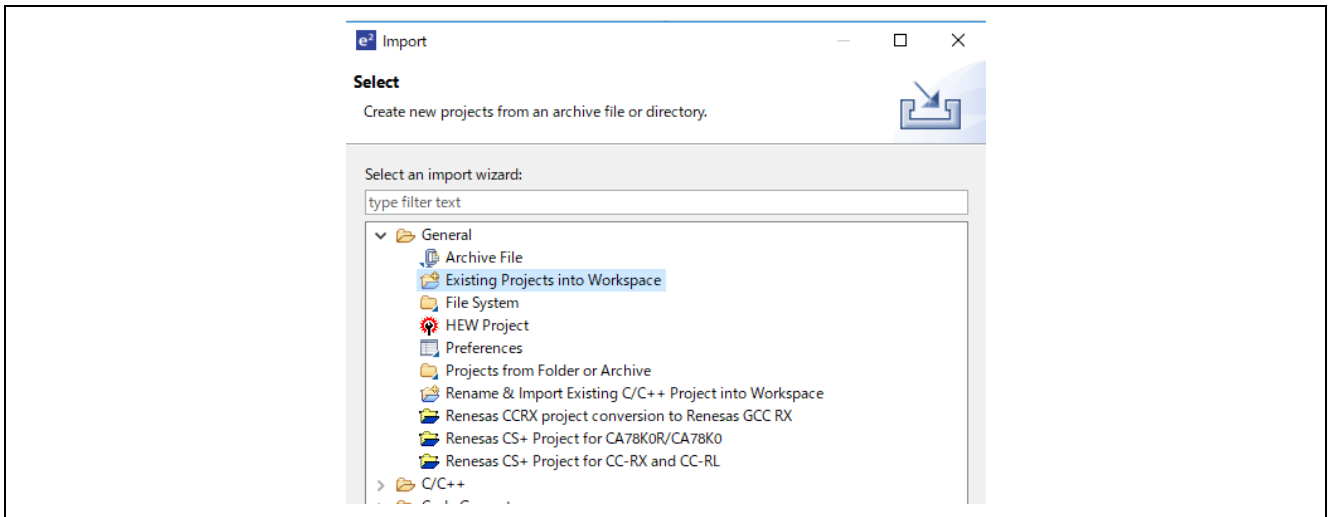 e² Import
Select
Create new projects from an archive file or directory.
Select an import wizard:
type filter text
General
Archive File
Existing Projects into Workspace
File System
HEW Project
Preferences
Projects from Folder or Archive
Rename & Import Existing C/C++ Project into Workspace
Renesas CCRX project conversion to Renesas GCC RX
Renesas CS+ Project for CA78K0R/CA78K0
Renesas CS+ Project for CC-RX and CC-RL
C/C++